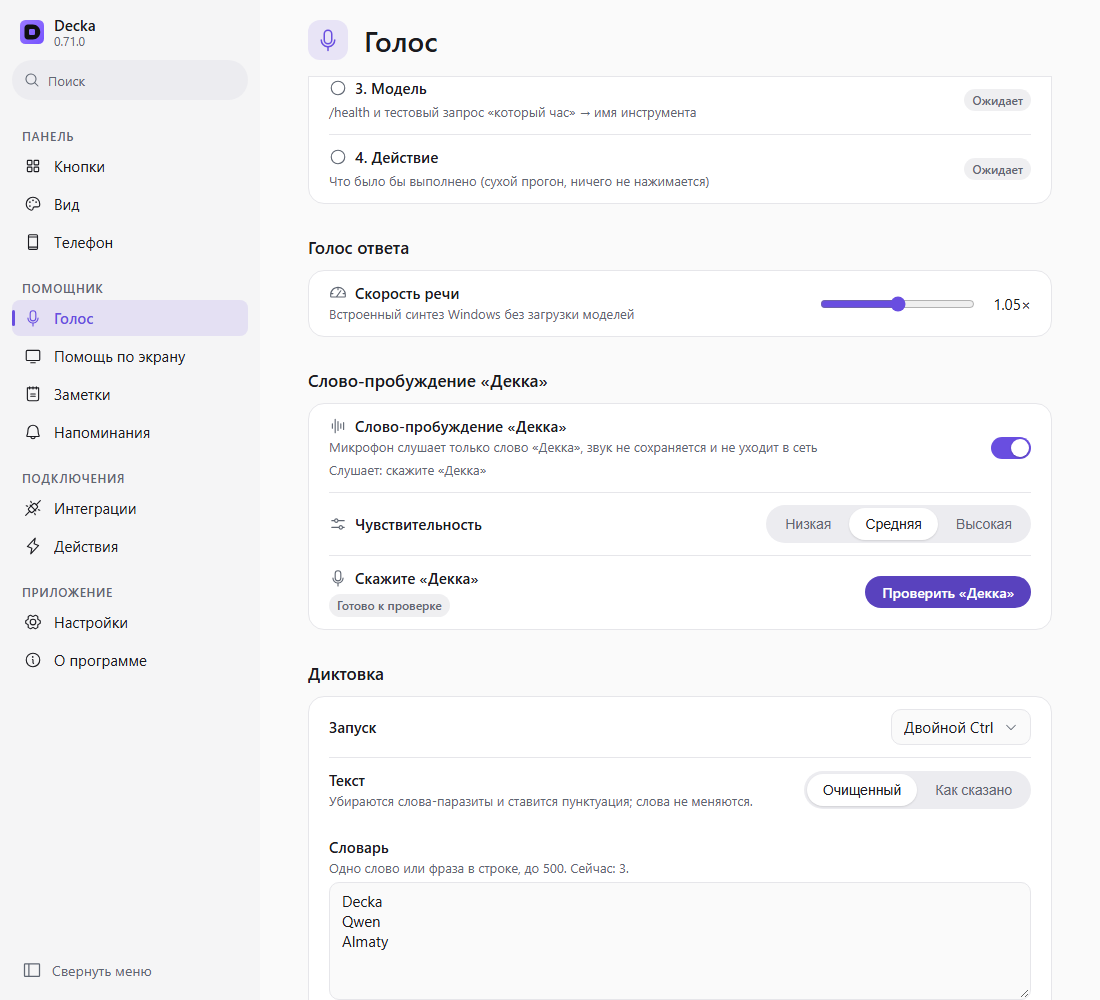 Decka
0.71.0
Поиск
ПАНЕЛЬ
Кнопки
Вид
Телефон
ПОМОЩНИК
Голос
Помощь по экрану
Заметки
Напоминания
ПОДКЛЮЧЕНИЯ
Интеграции
Действия
ПРИЛОЖЕНИЕ
Настройки
О программе
Свернуть меню
Голос
3. Модель
/health и тестовый запрос «который час» → имя инструмента
Ожидает
4. Действие
Что было бы выполнено (сухой прогон, ничего не нажимается)
Ожидает
Голос ответа
Скорость речи
Встроенный синтез Windows без загрузки моделей
1.05×
Слово-пробуждение «Декка»
Слово-пробуждение «Декка»
Микрофон слушает только слово «Декка», звук не сохраняется и не уходит в сеть
Слушает: скажите «Декка»
Чувствительность
Низкая Средняя Высокая
Скажите «Декка»
Готово к проверке
Проверить «Декка»
Диктовка
Запуск
Двойной Ctrl
Текст
Убираются слова-паразиты и ставится пунктуация; слова не меняются.
Очищенный Как сказано
Словарь
Одно слово или фраза в строке, до 500. Сейчас: 3.
Decka
Qwen
Almaty